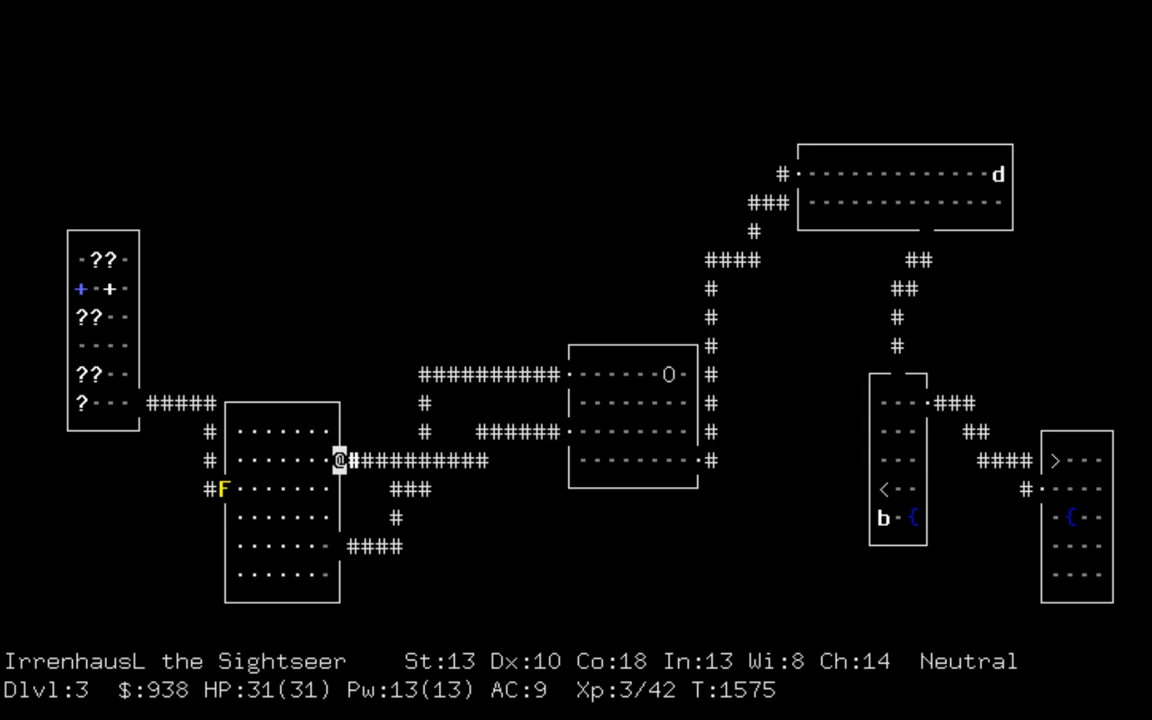 #·--------------d
###·--------------
#
-??- #### ##
+-+- # ##
??-- # #
---- # #
??-- ##########·------0- #
?--- ##### # -------- # ---·###
# ······· # ######·-------- # --- ##
# ·······@########### --------·# --- #### >---
#F······· ### <-- #·----
······· # b-{ -{--
······- #### ----
······- ----
IrrenhausL the Sightseer St:13 Dx:10 Co:18 In:13 Wi:8 Ch:14 Neutral
Dlvl:3 $:938 HP:31(31) Pw:13(13) AC:9 Xp:3/42 T:1575